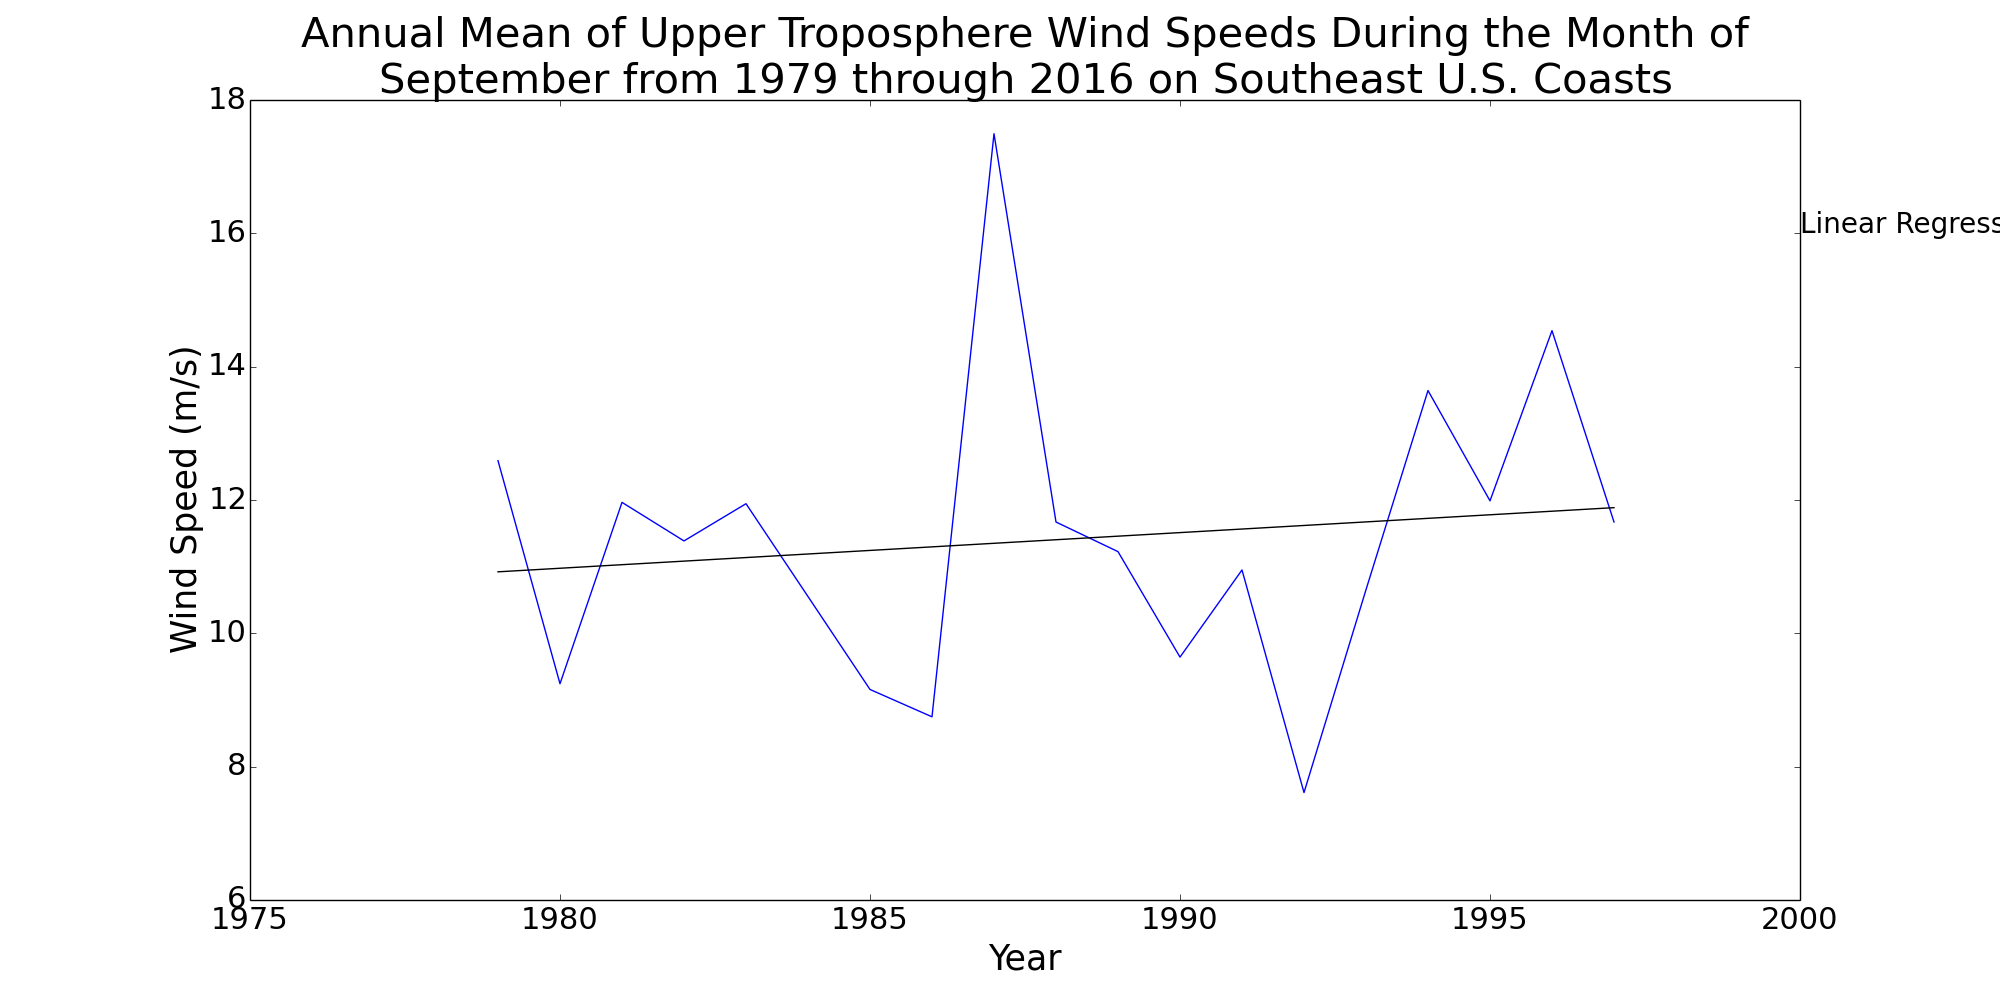 Annual Mean of Upper Troposphere Wind Speeds During the Month of
September from 1979 through 2016 on Southeast U.S. Coasts
18
16
14
12
10
8
6
Wind Speed (m/s)
Linear Regress
1975 1980 1985 1990 1995 2000
Year